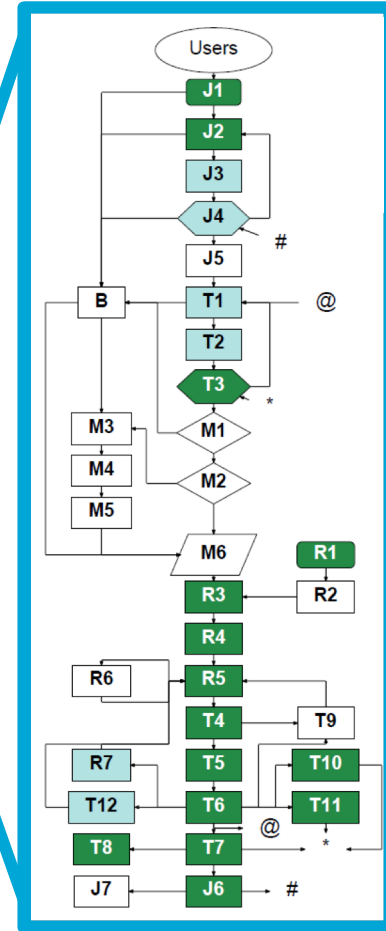 Users
J1
J2
J3
J4
#
J5
B T1 @
T2
T3
*
M3 M1
M4 M2
M5
M6 R1
R3 R2
R4
R6 R5
T4 T9
R7 T5 T10
T12 T6 T11
@
T8 T7 *
J7 J6 #